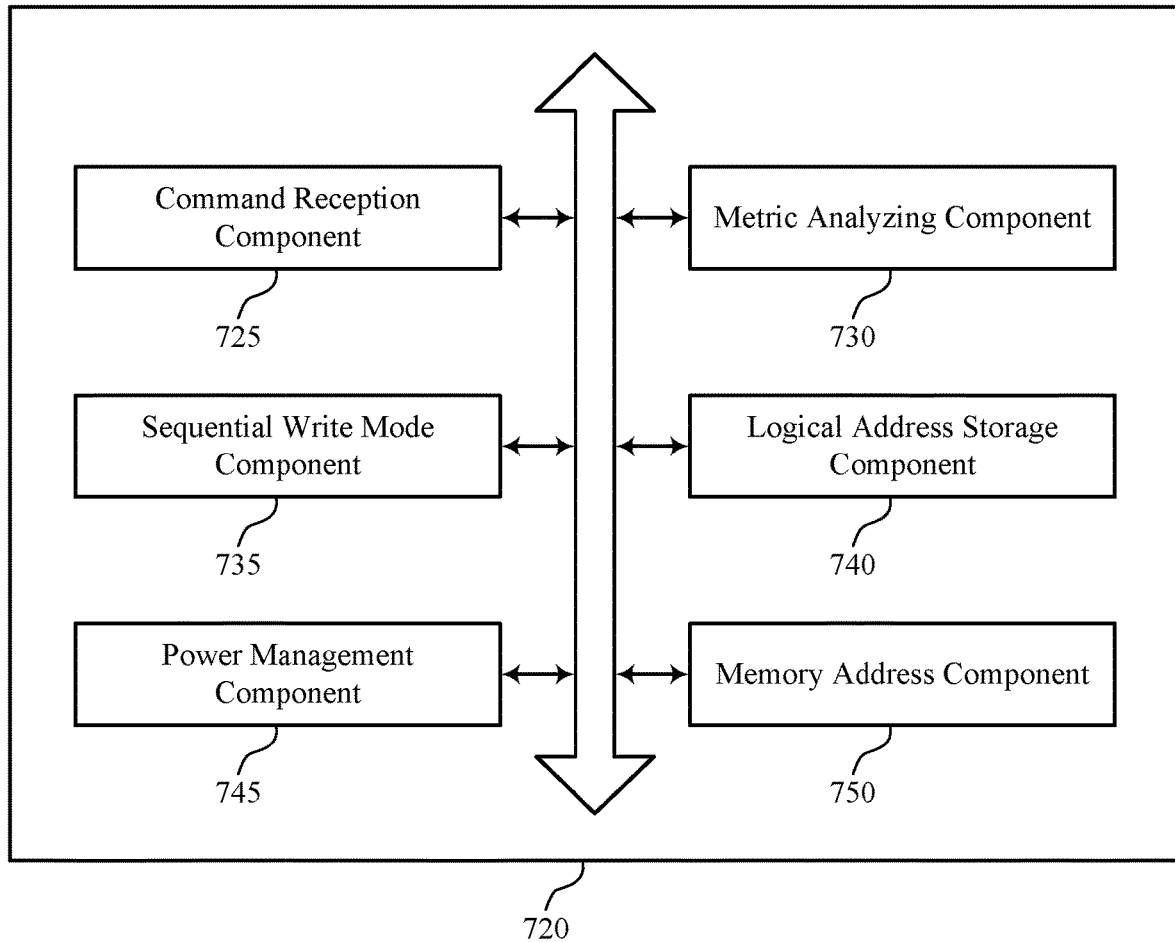 Command Reception
Component
725
Metric Analyzing Component
730
Sequential Write Mode
Component
735
Logical Address Storage
Component
740
Power Management
Component
745
Memory Address Component
750
720